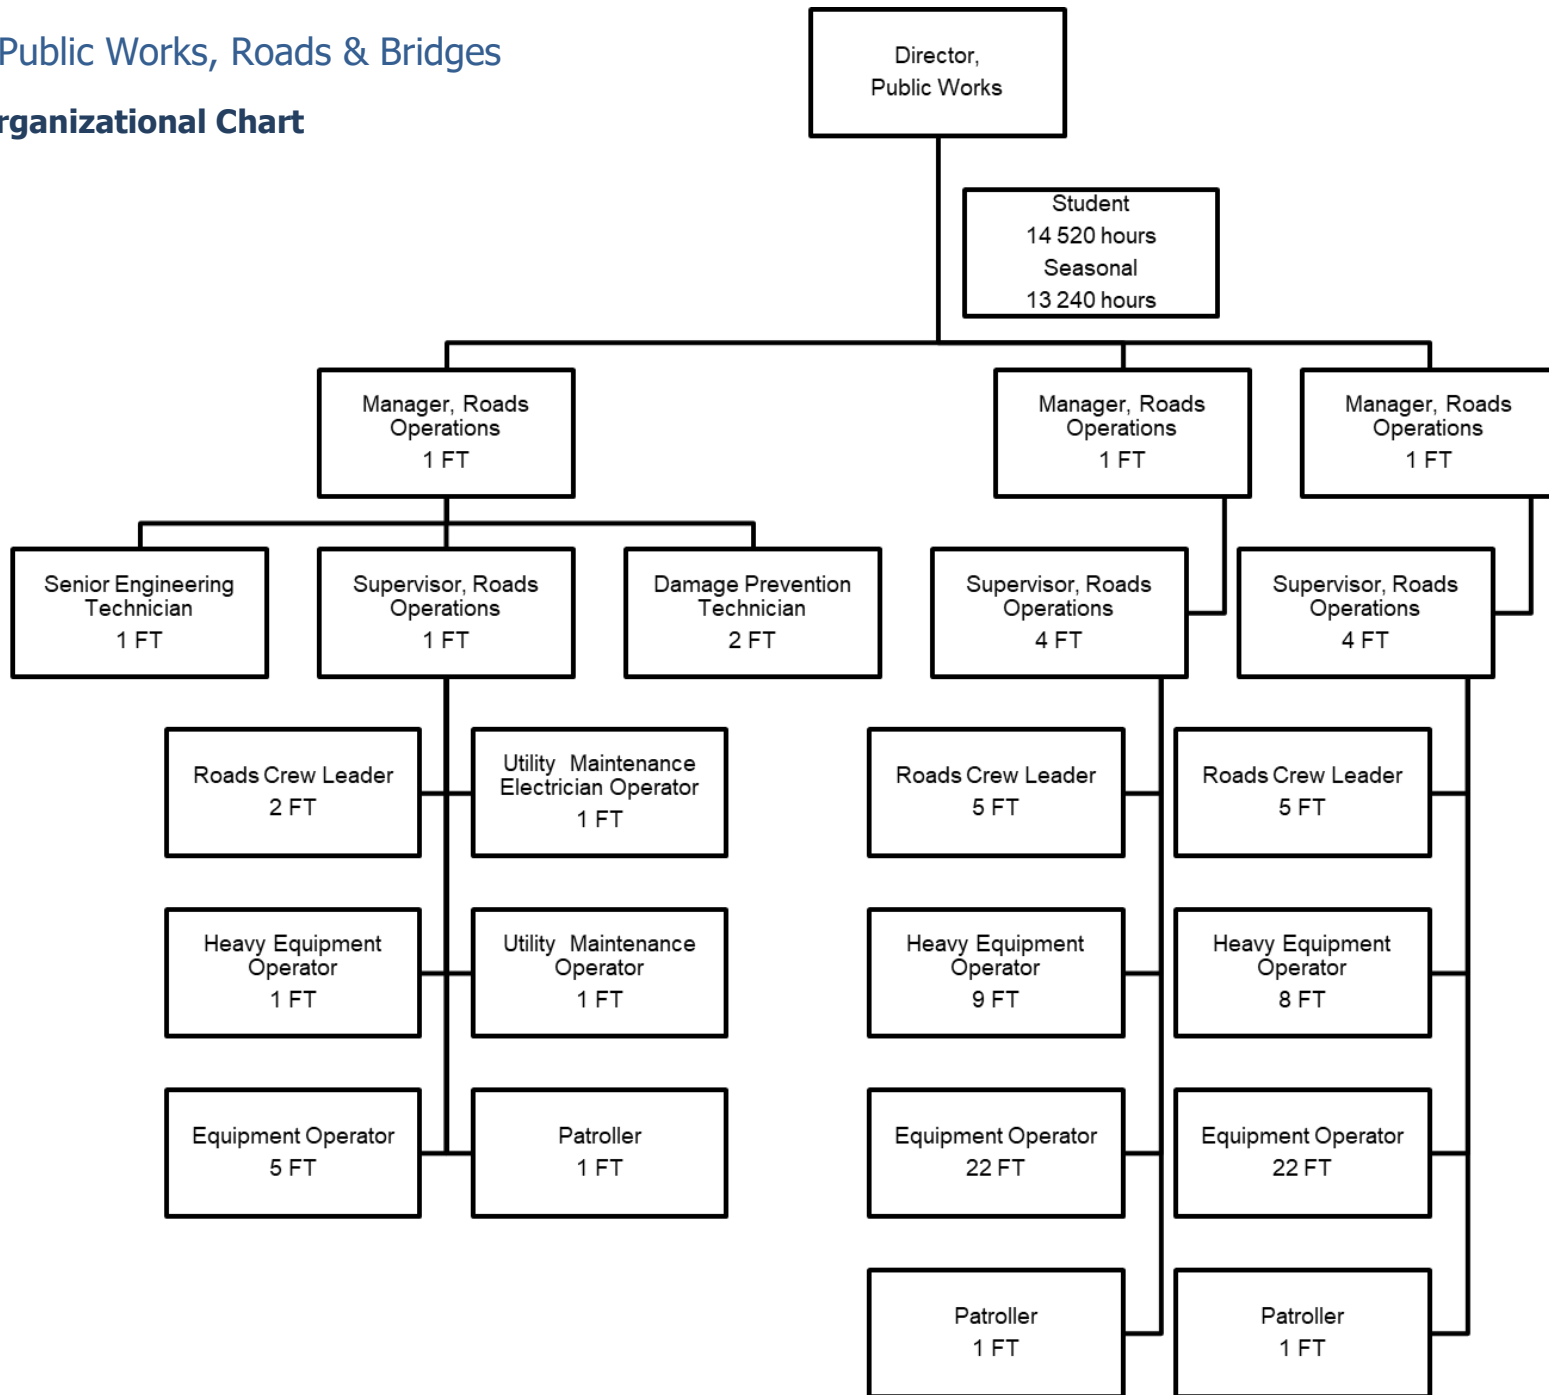 Public Works, Roads & Bridges
rganizational Chart
Director,
Public Works
Student
14 520 hours
Seasonal
13 240 hours
Manager, Roads
Operations
1 FT
Manager, Roads
Operations
1 FT
Manager, Roads
Operations
1 FT
Senior Engineering
Technician
1 FT
Supervisor, Roads
Operations
1 FT
Damage Prevention
Technician
2 FT
Supervisor, Roads
Operations
4 FT
Supervisor, Roads
Operations
4 FT
Roads Crew Leader
2 FT
Utility Maintenance
Electrician Operator
1 FT
Roads Crew Leader
5 FT
Roads Crew Leader
5 FT
Heavy Equipment
Operator
1 FT
Utility Maintenance
Operator
1 FT
Heavy Equipment
Operator
9 FT
Heavy Equipment
Operator
8 FT
Equipment Operator
5 FT
Patroller
1 FT
Equipment Operator
22 FT
Equipment Operator
22 FT
Patroller
1 FT
Patroller
1 FT